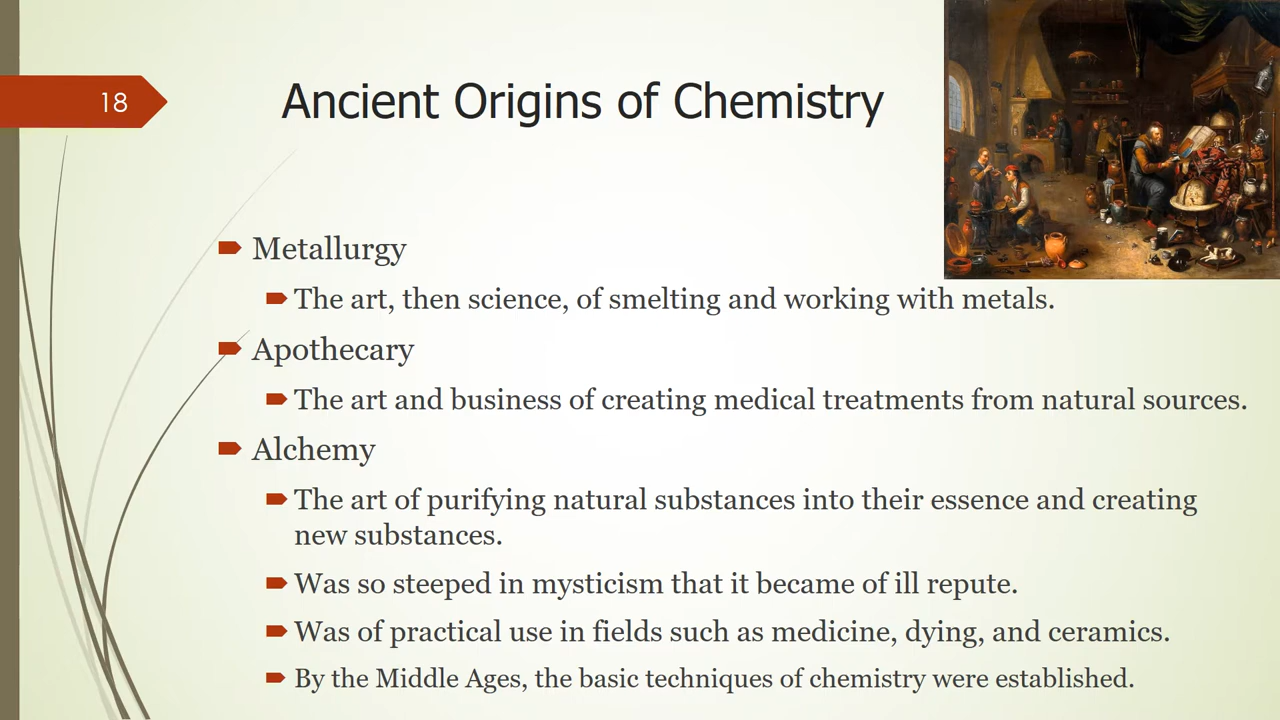 18
Ancient Origins of Chemistry
Metallurgy
The art, then science, of smelting and working with metals.
Apothecary
The art and business of creating medical treatments from natural sources.
Alchemy
The art of purifying natural substances into their essence and creating
new substances.
Was so steeped in mysticism that it became of ill repute.
Was of practical use in fields such as medicine, dying, and ceramics.
By the Middle Ages, the basic techniques of chemistry were established.